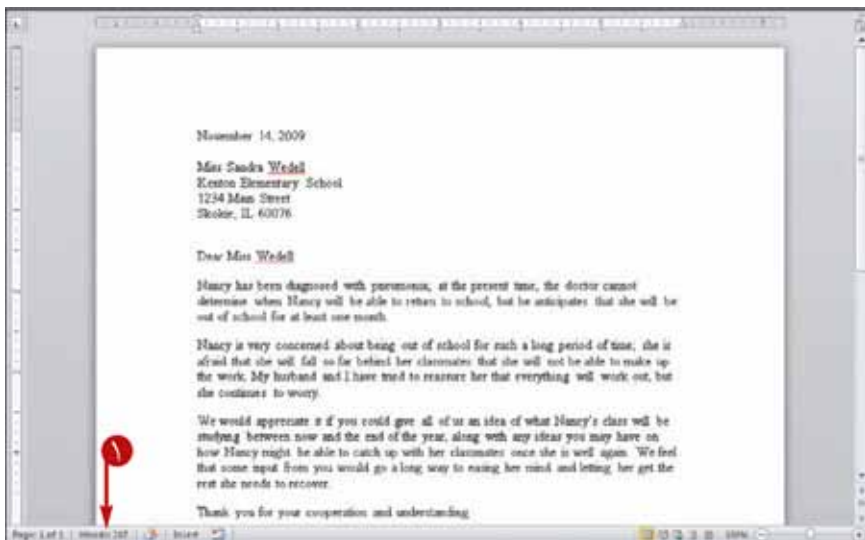 November 14, 2009
Miss Sandra Wedell
Kenton Elementary School
1234 Main Street
Skokie, IL 60076
Dear Miss Wedell
Nancy has been diagnosed with pneumonia, at the present time, the doctor cannot
determine when Nancy will be able to return to school, but he anticipates that she will be
out of school for at least one month.
Nancy is very concerned about being out of school for such a long period of time; she is
afraid that she will fall so far behind her classmates that she will not be able to make up
the work. My husband and I have tried to reassure her that everything will work out, but
she continues to worry.
We would appreciate it if you could give all of us an idea of what Nancy's class will be
studying between now and the end of the year, along with any ideas you may have on
how Nancy might be able to catch up with her classmates once she is well again. We feel
that some input from you would go a long way to easing her mind and letting her get the
rest she needs to recover.
Thank you for your cooperation and understanding
١
Page: 1 of 1 Words: Insert 100%